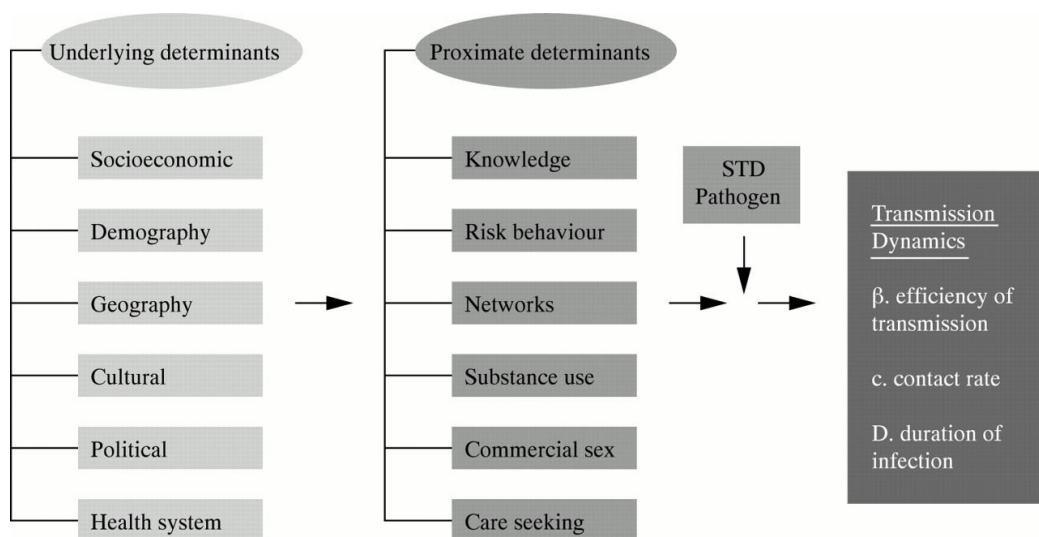 Underlying determinants
Socioeconomic
Demography
Geography
Cultural
Political
Health system
Proximate determinants
Knowledge
Risk behaviour
Networks
Substance use
Commercial sex
Care seeking
STD
Pathogen
Transmission
Dynamics
β. efficiency of
transmission
c. contact rate
D. duration of
infection